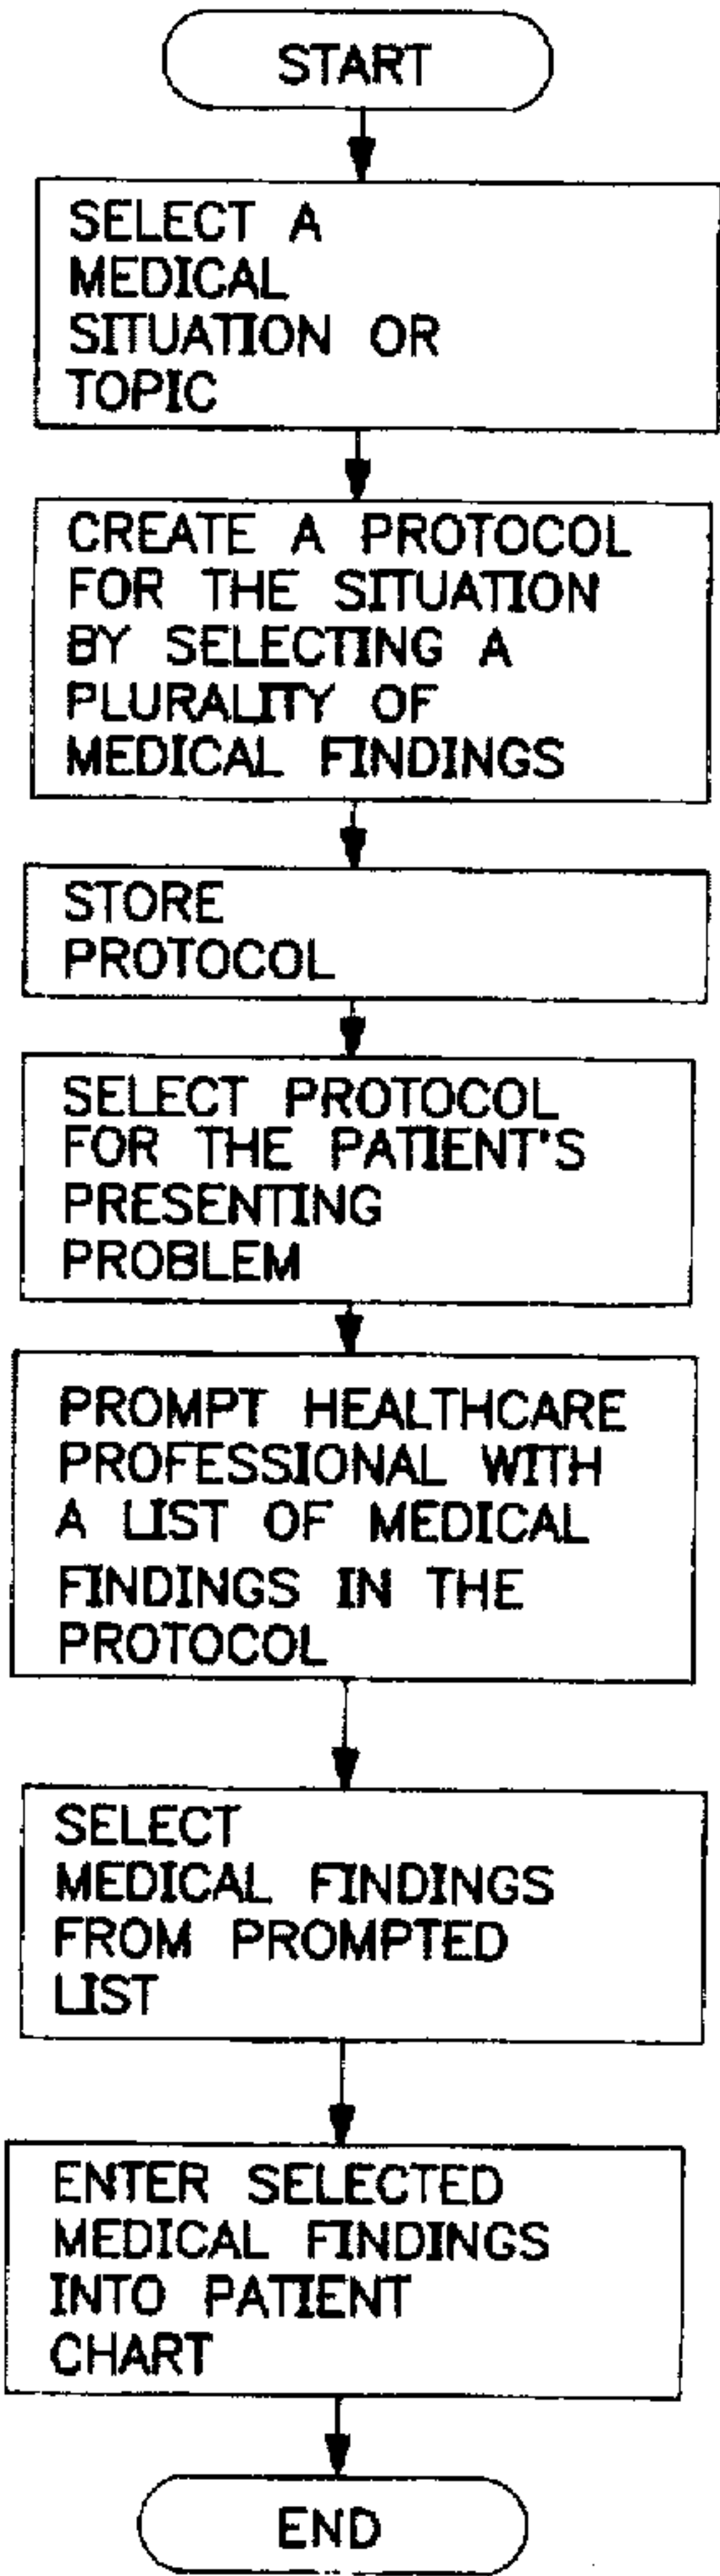 START
SELECT A
MEDICAL
SITUATION OR
TOPIC
CREATE A PROTOCOL
FOR THE SITUATION
BY SELECTING A
PLURALITY OF
MEDICAL FINDINGS
STORE
PROTOCOL
SELECT PROTOCOL
FOR THE PATIENT'S
PRESENTING
PROBLEM
PROMPT HEALTHCARE
PROFESSIONAL WITH
A LIST OF MEDICAL
FINDINGS IN THE
PROTOCOL
SELECT
MEDICAL FINDINGS
FROM PROMPTED
LIST
ENTER SELECTED
MEDICAL FINDINGS
INTO PATIENT
CHART
END